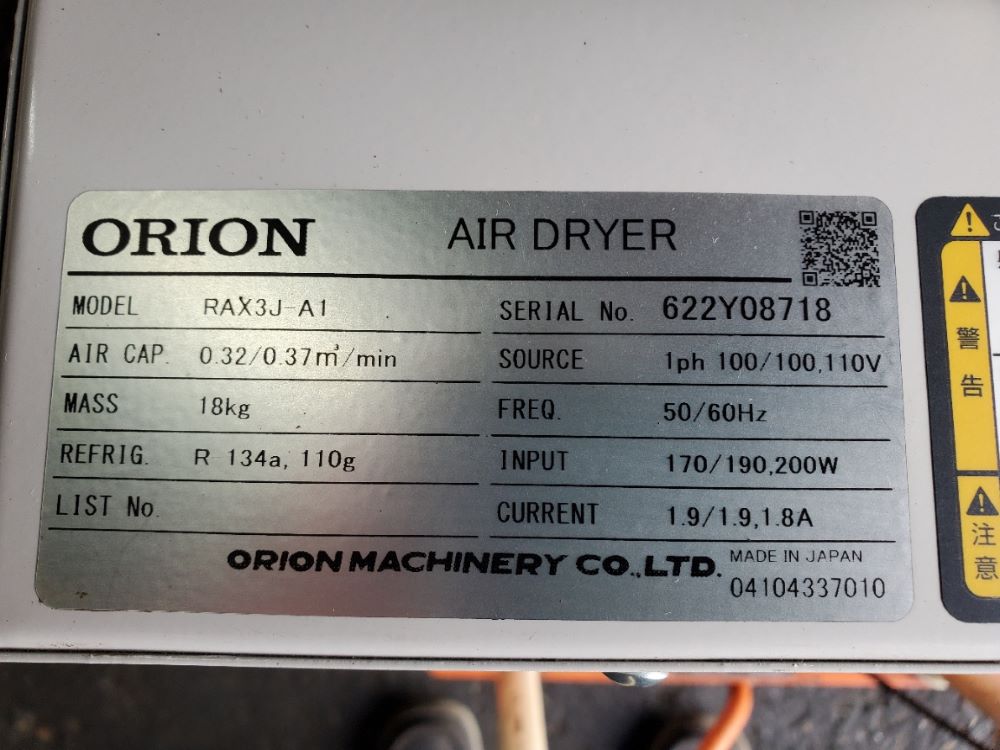 ORION AIR DRYER
MODEL RAX3J-A1 SERIAL No. 622Y08718
AIR CAP. 0.32/0.37㎥/min SOURCE 1ph 100/100,110V
MASS 18kg FREQ. 50/60Hz
REFRIG. R-134a, 110g INPUT 170/190,200W
LIST No. CURRENT 1.9/1.9,1.8A
ORION MACHINERY CO.,LTD. MADE IN JAPAN
04104337010
警告
注意